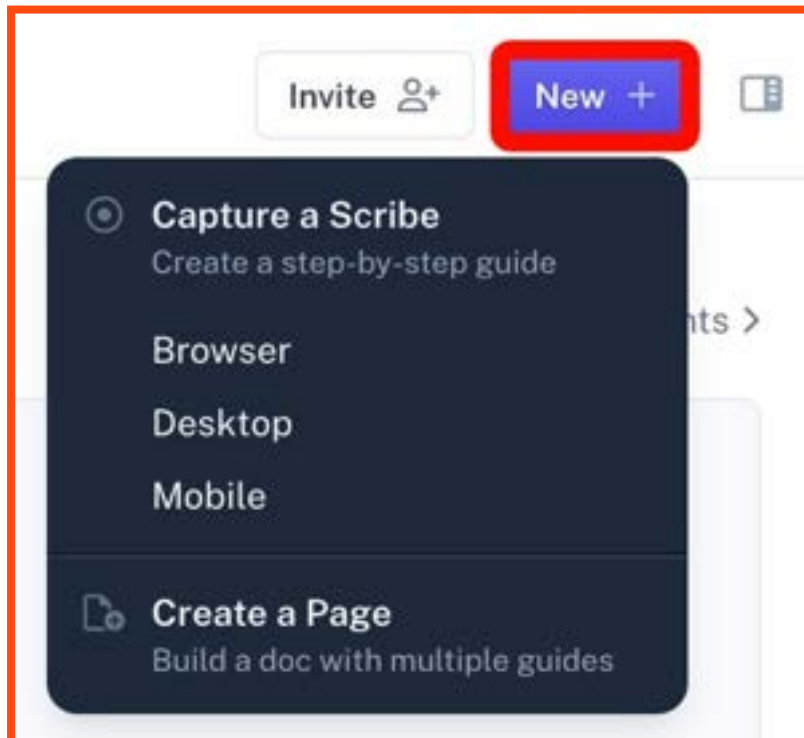 Invite
New +
Capture a Scribe
Create a step-by-step guide
nts >
Browser
Desktop
Mobile
Create a Page
Build a doc with multiple guides